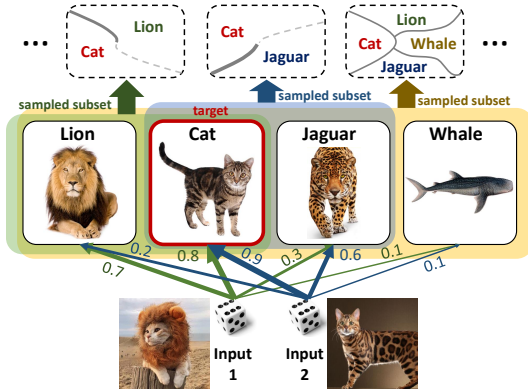 ...
Lion
Cat
Cat
Jaguar
Lion
Cat
Whale
Jaguar
...
sampled subset
target
sampled subset
sampled subset
Lion
Cat
Jaguar
Whale
0.2
0.8
0.9
0.3
0.6
0.1
0.7
0.1
Input
1
Input
2